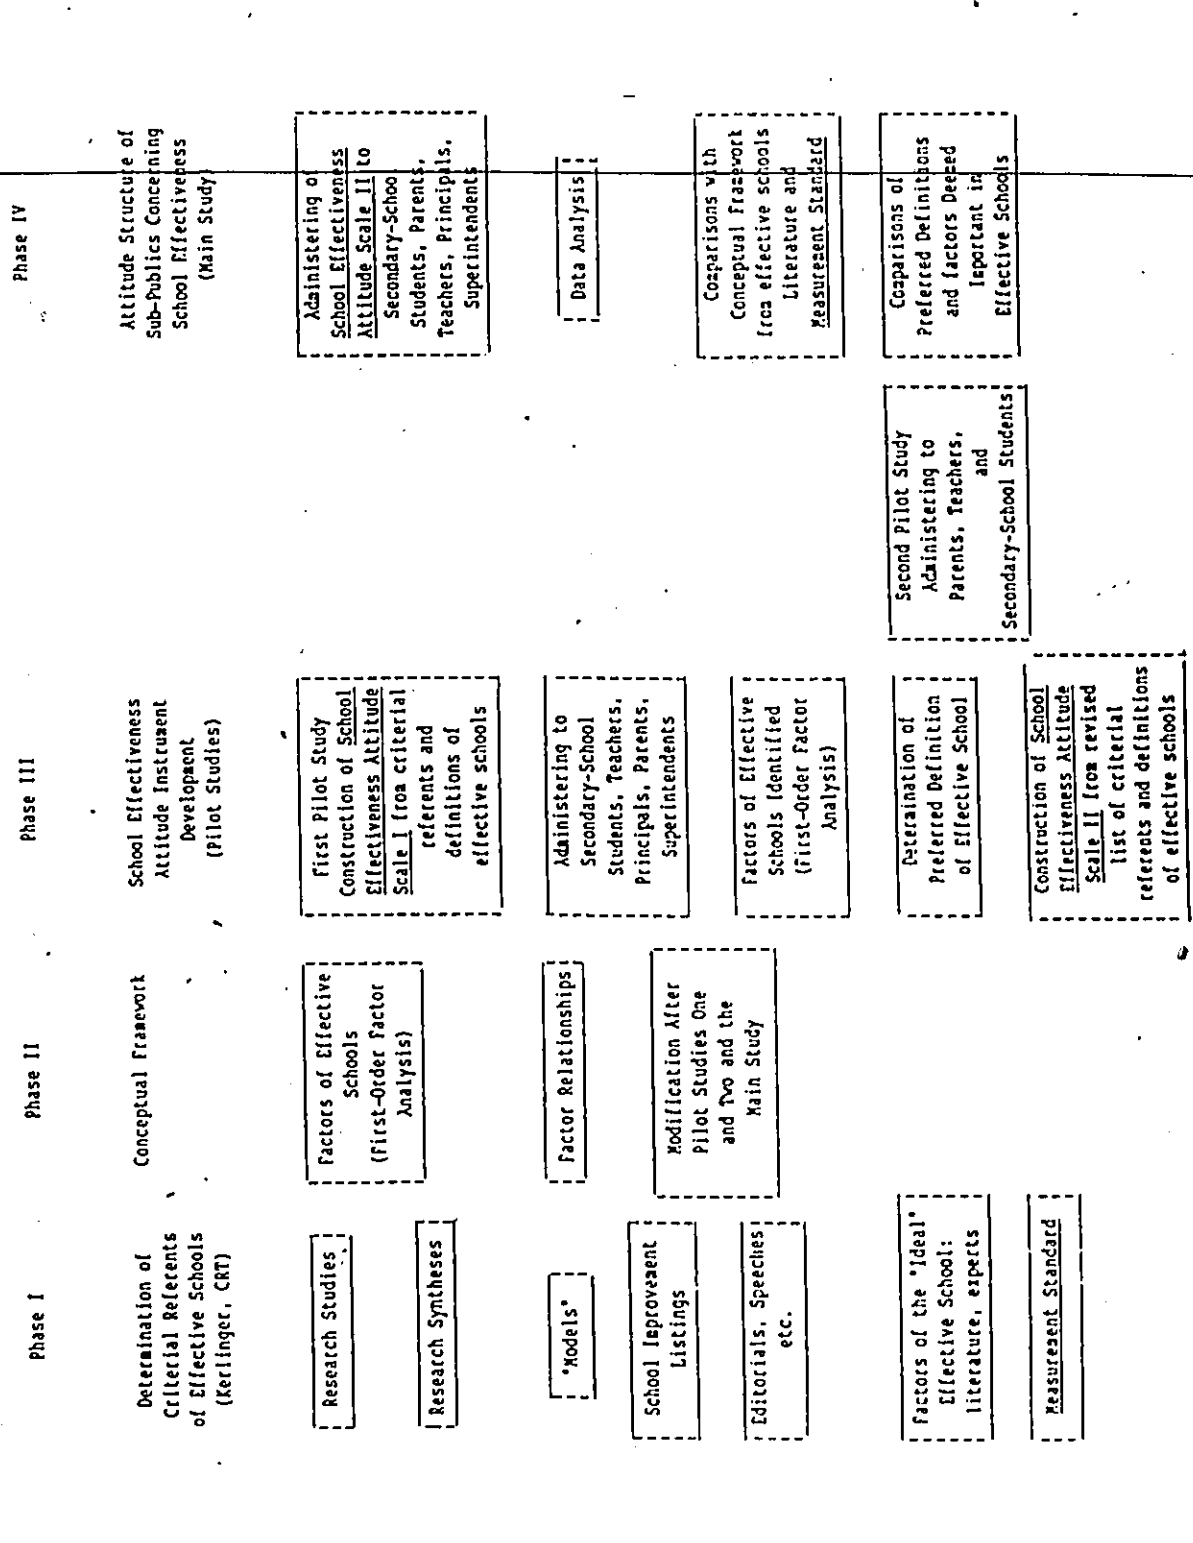 Phase I
Determination of
Criterial Referents
of Effective Schools
(Kerlinger, CRT)
Research Studies
Research Syntheses
"Models"
School Improvement
Listings
Editorials, Speeches
etc.
Factors of the "Ideal"
Effective School:
literature, experts
Measurement Standard
Phase II
Conceptual Framework
Factors of Effective
Schools
(First-Order Factor
Analysis)
Factor Relationships
Modification After
Pilot Studies One
and Two and the
Main Study
Phase III
School Effectiveness
Attitude Instrument
Development
(Pilot Studies)
First Pilot Study
Construction of School
Effectiveness Attitude
Scale I from criterial
referents and
definitions of
effective schools
Administering to
Secondary-School
Students, Teachers,
Principals, Parents,
Superintendents
Factors of Effective
Schools Identified
(First-Order Factor
Analysis)
Determination of
Preferred Definition
of Effective School
Construction of School
Effectiveness Attitude
Scale II from revised
list of criterial
referents and definitions
of effective schools
Second Pilot Study
Administering to
Parents, Teachers,
and
Secondary-School Students
Phase IV
Attitude Structure of
Sub-Publics Concerning
School Effectiveness
(Main Study)
Administering of
School Effectiveness
Attitude Scale II to
Secondary-Schoo
Students, Parents,
Teachers, Principals,
Superintendents
Data Analysis
Comparisons with
Conceptual Framework
from effective schools
Literature and
Measurement Standard
Comparisons of
Preferred Definitions
and factors Deemed
Important in
Effective Schools